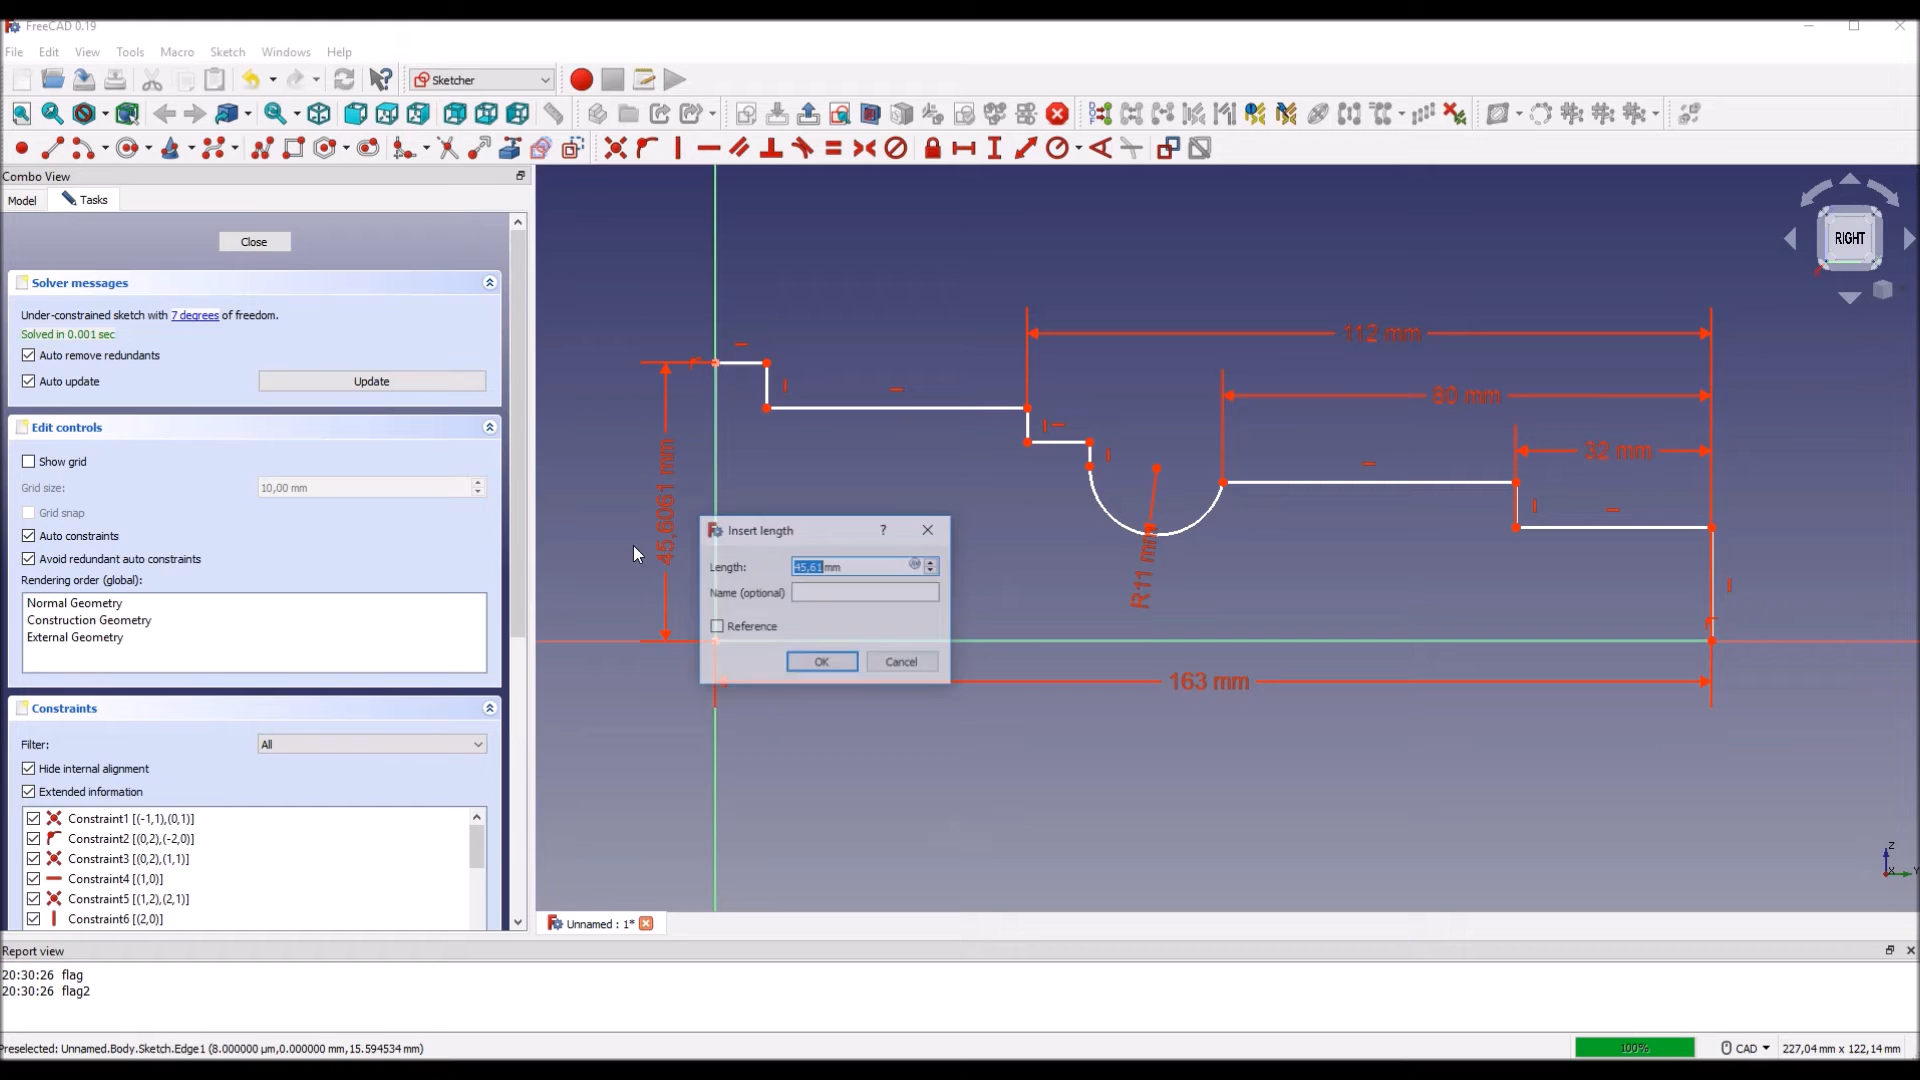 FreeCAD 0.19
File Edit View Tools Macro Sketch Windows Help
Sketcher
Combo View
Model Tasks
Close
Solver messages
Under-constrained sketch with 7 degrees of freedom.
Solved in 0.001 sec
Auto remove redundants
Auto update Update
Edit controls
Show grid
Grid size: 10,00 mm
Grid snap
Auto constraints
Avoid redundant auto constraints
Rendering order (global):
Normal Geometry
Construction Geometry
External Geometry
Constraints
Filter: All
Hide internal alignment
Extended information
Constraint1 [(-1,1),(0,1)]
Constraint2 [(0,2),(-2,0)]
Constraint3 [(0,2),(1,1)]
Constraint4 [(1,0)]
Constraint5 [(1,2),(2,1)]
Constraint6 [(2,0)]
RIGHT
112 mm
80 mm
32 mm
45,6061 mm
R11 mm
163 mm
Insert length ?
Length: 45,61 mm
Name (optional)
Reference
OK Cancel
Z
X Y
Unnamed : 1*
Report view
20:30:26 flag
20:30:26 flag2
Preselected: Unnamed.Body.Sketch.Edge1 (8.000000 µm,0.000000 mm,15.594534 mm)
100% CAD 227,04 mm x 122,14 mm